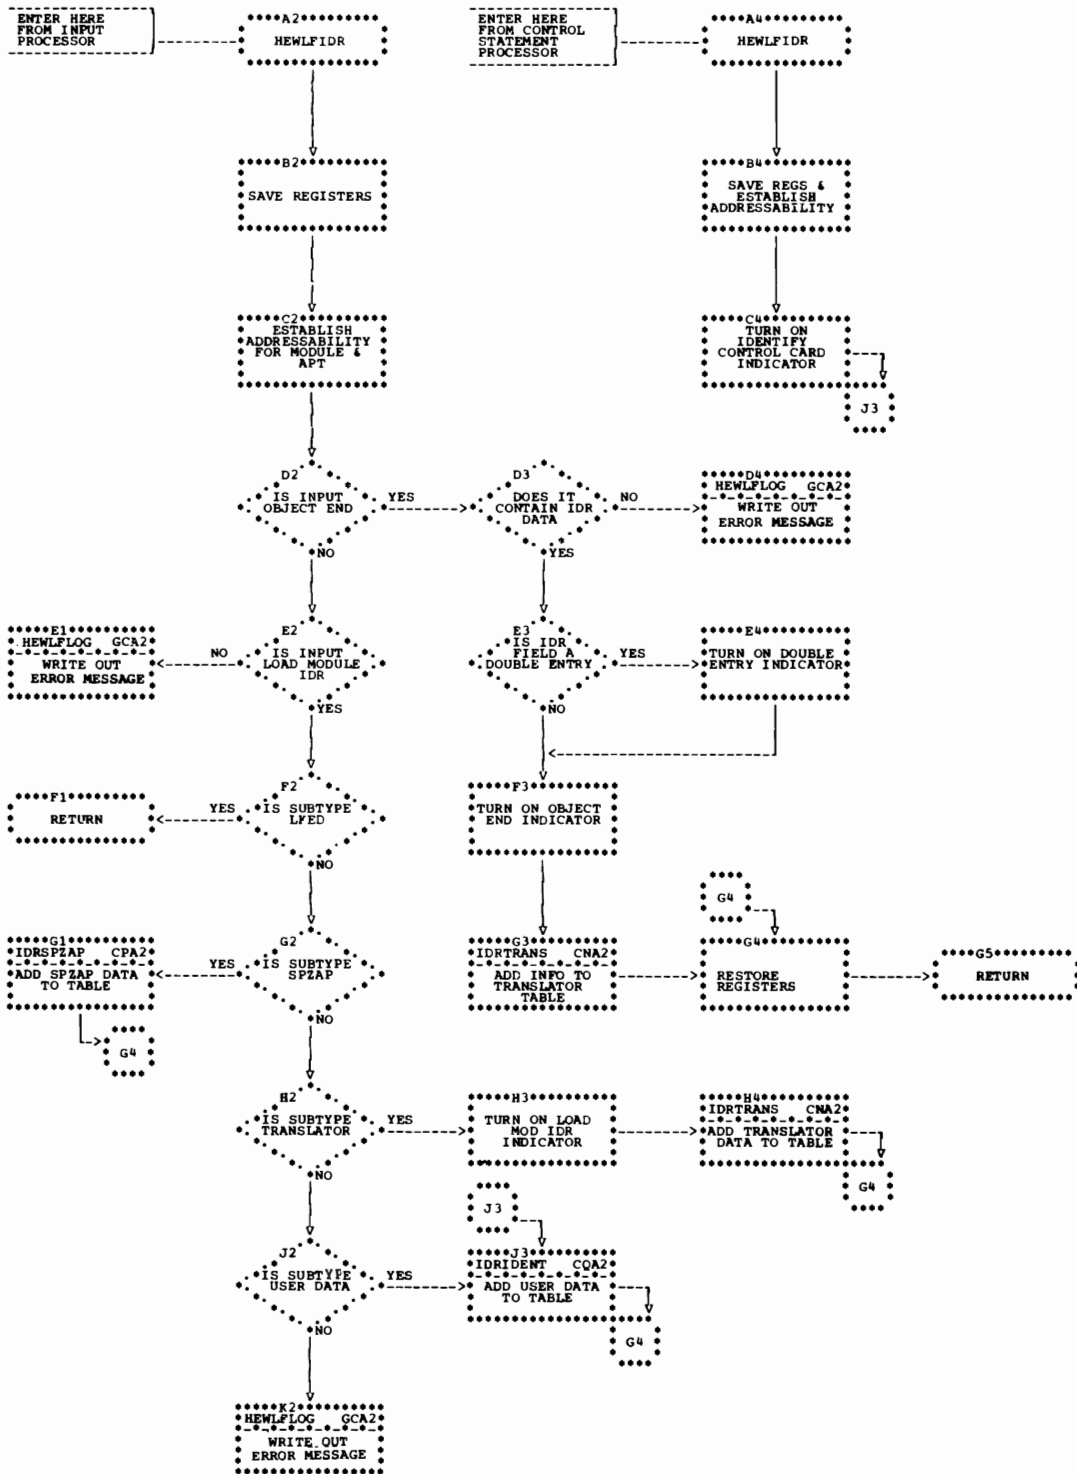 ENTER HERE
FROM INPUT
PROCESSOR
A2
HEWLFIDR
ENTER HERE
FROM CONTROL
STATEMENT
PROCESSOR
A4
HEWLFIDR
B2
SAVE REGISTERS
B4
SAVE REGS &
ESTABLISH
ADDRESSABILITY
C2
ESTABLISH
ADDRESSABILITY
FOR MODULE &
APT
C4
TURN ON
IDENTIFY
CONTROL CARD
INDICATOR
J3
D2
IS INPUT
OBJECT END
YES
NO
D3
DOES IT
CONTAIN IDR
DATA
NO
YES
D4
HEWLFLOG GCA2
WRITE OUT
ERROR MESSAGE
E1
HEWLFLOG GCA2
WRITE OUT
ERROR MESSAGE
E2
IS INPUT
LOAD MODULE
IDR
NO
YES
E3
IS IDR
FIELD A
DOUBLE ENTRY
YES
NO
E4
TURN ON DOUBLE
ENTRY INDICATOR
F1
RETURN
F2
IS SUBTYPE
LKED
YES
NO
F3
TURN ON OBJECT
END INDICATOR
G4
G1
IDRSPZAP CPA2
ADD SPZAP DATA
TO TABLE
G4
G2
IS SUBTYPE
SPZAP
YES
NO
G3
IDRTRANS CNA2
ADD INFO TO
TRANSLATOR
TABLE
G4
RESTORE
REGISTERS
G5
RETURN
H2
IS SUBTYPE
TRANSLATOR
YES
NO
H3
TURN ON LOAD
MOD IDR
INDICATOR
H4
IDRTRANS CNA2
ADD TRANSLATOR
DATA TO TABLE
G4
J3
J2
IS SUBTYPE
USER DATA
YES
NO
J3
IDRIDENT CQA2
ADD USER DATA
TO TABLE
G4
K2
HEWLFLOG GCA2
WRITE OUT
ERROR MESSAGE